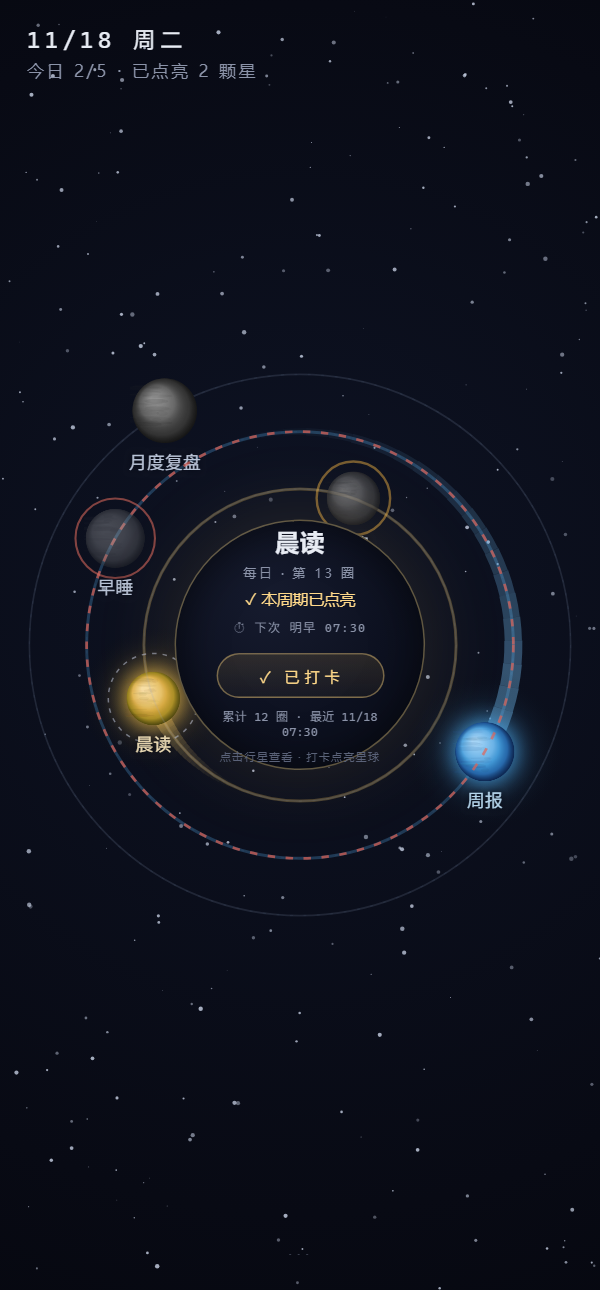 11/18 周二
今日 2/5 · 已点亮 2 颗星
月度复盘
早睡
晨读
每日 · 第 13 圈
✓ 本周期已点亮
⏱ 下次 明早 07:30
✓ 已打卡
累计 12 圈 · 最近 11/18
07:30
点击行星查看 · 打卡点亮星球
晨读
周报